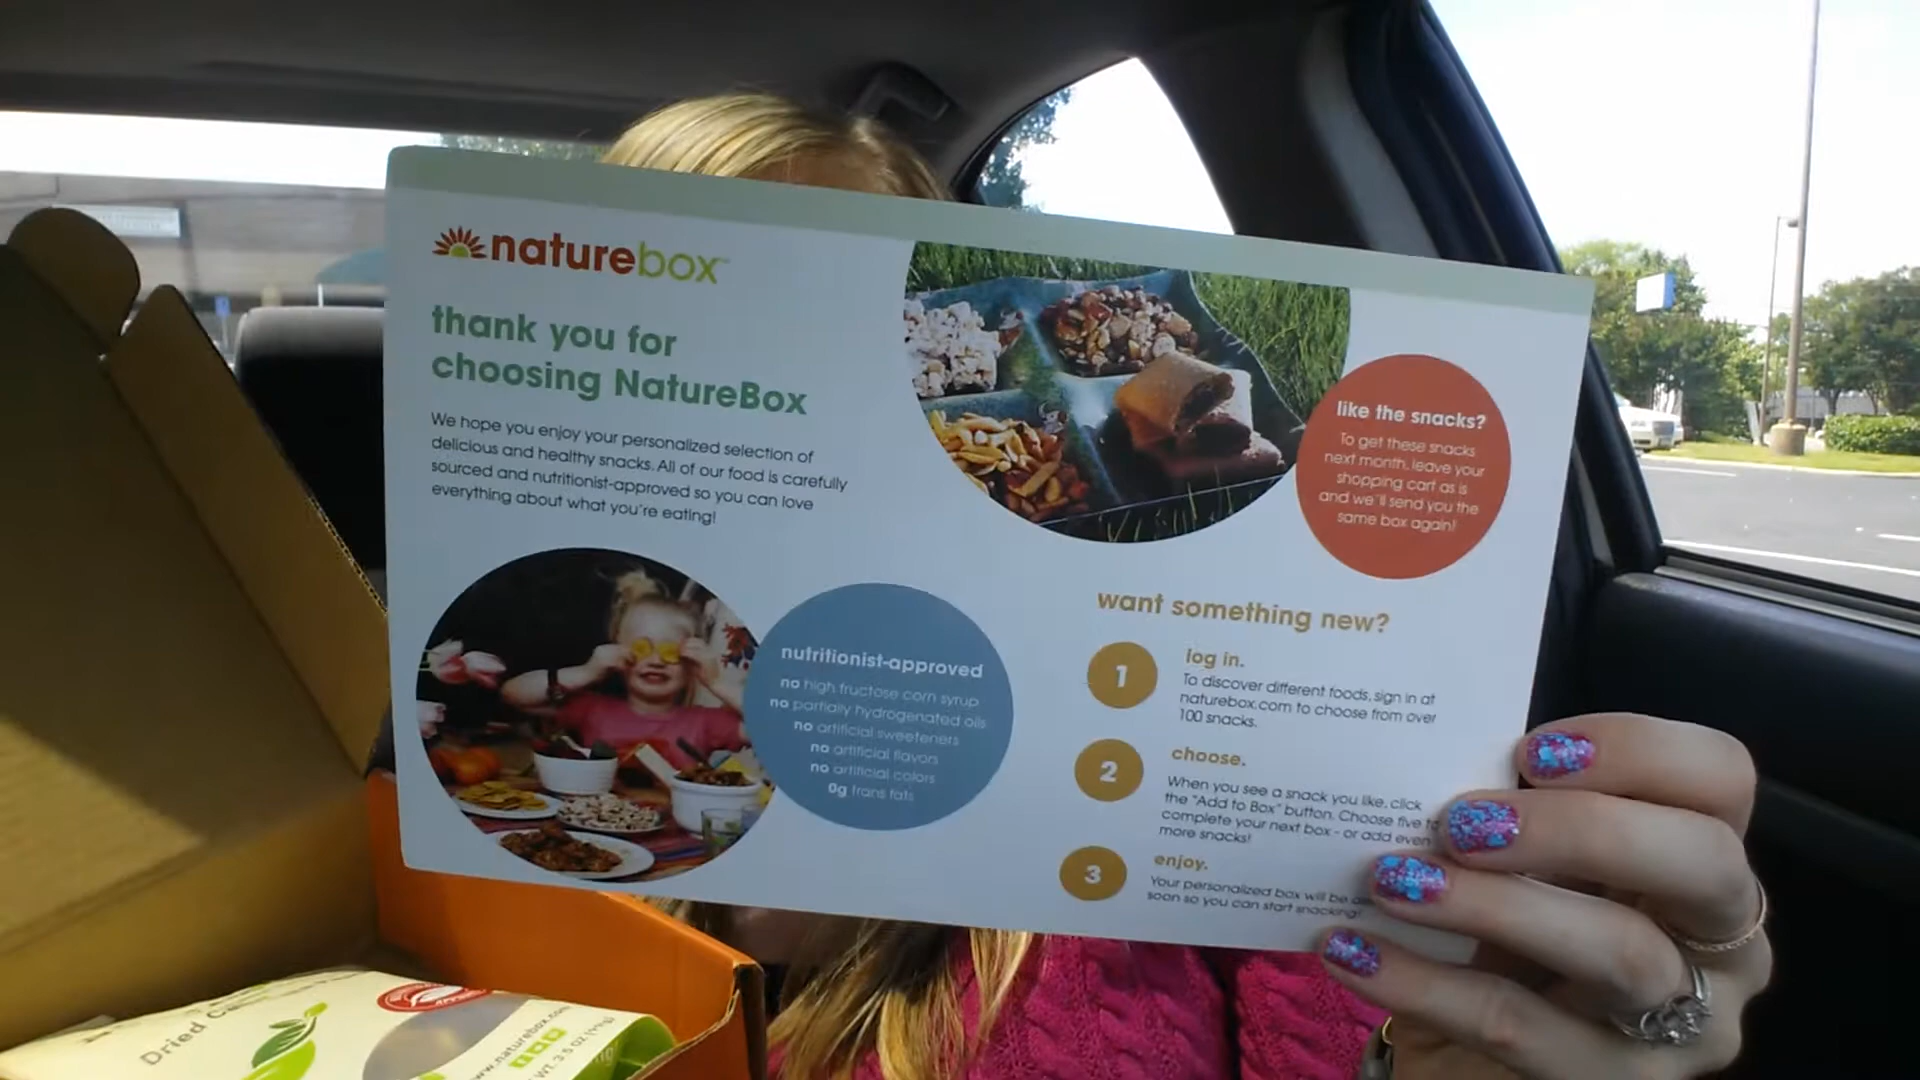 naturebox
thank you for
choosing NatureBox
We hope you enjoy your personalized selection of
delicious and healthy snacks. All of our food is carefully
sourced and nutritionist-approved so you can love
everything about what you're eating!
like the snacks?
To get these snacks
next month, leave your
shopping cart as is
and we'll send you the
same box again!
nutritionist-approved
no high fructose corn syrup
no partially hydrogenated oils
no artificial sweeteners
no artificial flavors
no artificial colors
0g trans fats
want something new?
1
log in.
To discover different foods, sign in at
naturebox.com to choose from over
100 snacks.
2
choose.
When you see a snack you like, click
the "Add to Box" button. Choose five to
complete your next box - or add even
more snacks!
3
enjoy.
Your personalized box will be
soon so you can start snacking!
Dried
www.naturebox.com
WT. 3.5 OZ (99g)